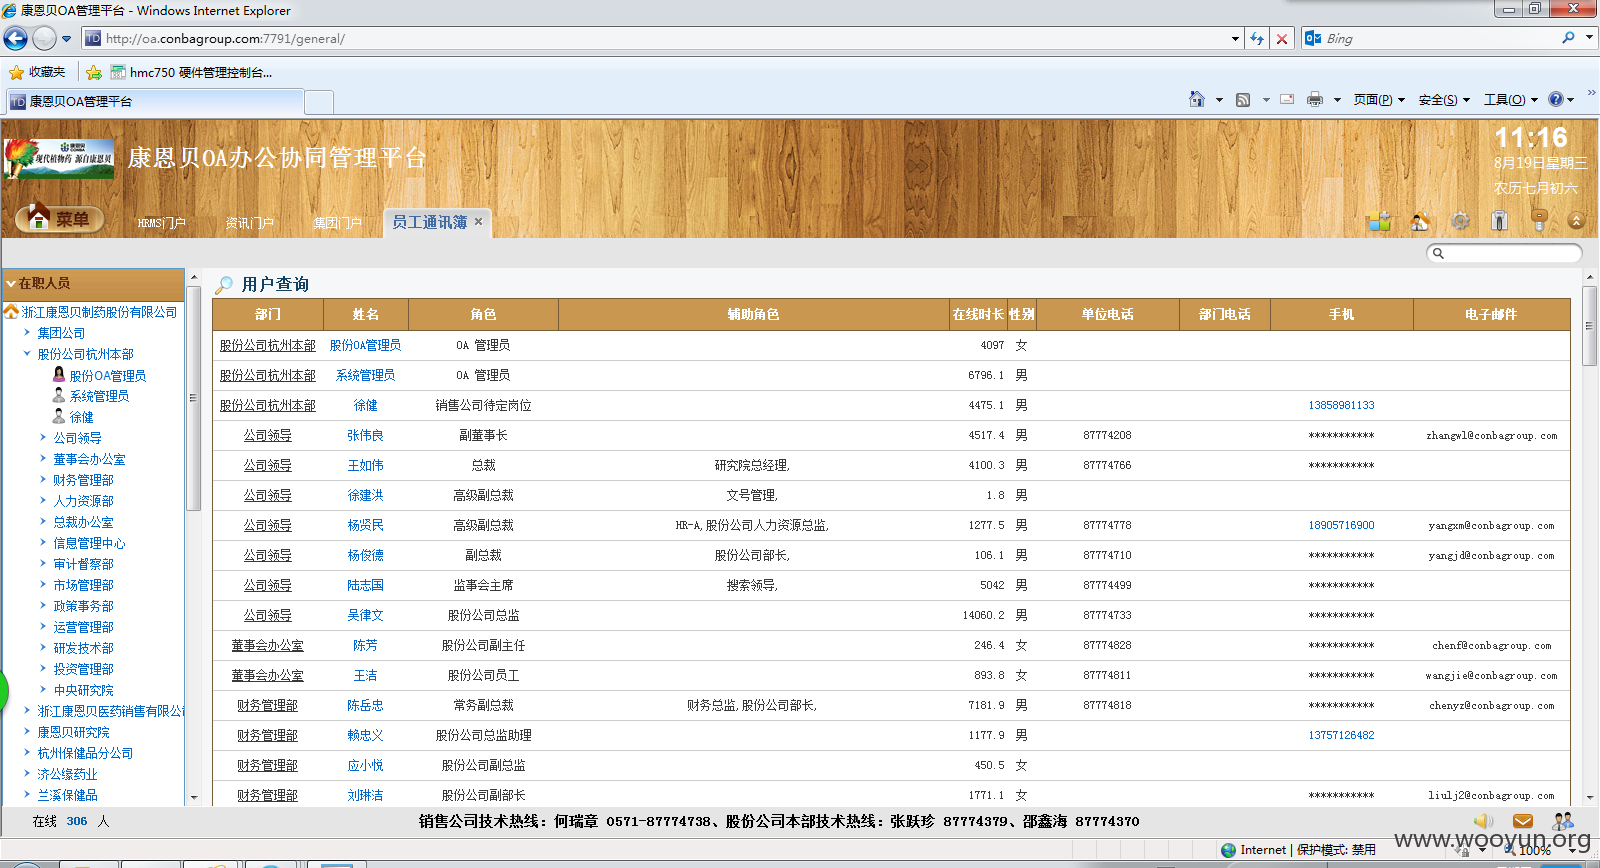 康恩贝OA管理平台 - Windows Internet Explorer
http://oa.conbagroup.com:7791/general/
Bing
收藏夹 hmc750 硬件管理控制台...
康恩贝OA管理平台
页面(P) 安全(S) 工具(O)
康恩贝 CONBA
现代植物药 源自康恩贝
康恩贝OA办公协同管理平台
11:16
8月19日星期三
农历七月初六
菜单 HRMS门户 资讯门户 集团门户 员工通讯簿
在职人员
浙江康恩贝制药股份有限公司
集团公司
股份公司杭州本部
股份OA管理员
系统管理员
徐健
公司领导
董事会办公室
财务管理部
人力资源部
总裁办公室
信息管理中心
审计督察部
市场管理部
政策事务部
运营管理部
研发技术部
投资管理部
中央研究院
浙江康恩贝医药销售有限公
康恩贝研究院
杭州保健品分公司
济公缘药业
兰溪保健品
用户查询
部门 姓名 角色 辅助角色 在线时长 性别 单位电话 部门电话 手机 电子邮件
股份公司杭州本部 股份OA管理员 OA 管理员 4097 女
股份公司杭州本部 系统管理员 OA 管理员 6796.1 男
股份公司杭州本部 徐健 销售公司待定岗位 4475.1 男 13858981133
公司领导 张伟良 副董事长 4517.4 男 87774208 *********** zhangwl@conbagroup.com
公司领导 王如伟 总裁 研究院总经理, 4100.3 男 87774766 ***********
公司领导 徐建洪 高级副总裁 文号管理, 1.8 男
公司领导 杨贤民 高级副总裁 HR-A,股份公司人力资源总监, 1277.5 男 87774778 18905716900 yangxm@conbagroup.com
公司领导 杨俊德 副总裁 股份公司部长, 106.1 男 87774710 *********** yangjd@conbagroup.com
公司领导 陆志国 监事会主席 搜索领导, 5042 男 87774499 ***********
公司领导 吴律文 股份公司总监 14060.2 男 87774733 ***********
董事会办公室 陈芳 股份公司副主任 246.4 女 87774828 *********** chenf@conbagroup.com
董事会办公室 王洁 股份公司员工 893.8 女 87774811 *********** wangjie@conbagroup.com
财务管理部 陈岳忠 常务副总裁 财务总监,股份公司部长, 7181.9 男 87774818 *********** chenyz@conbagroup.com
财务管理部 赖忠义 股份公司总监助理 1177.9 男 13757126482
财务管理部 应小悦 股份公司副总监 450.5 女
财务管理部 刘琳洁 股份公司副部长 1771.1 女 *********** liulj2@conbagroup.com
在线 306 人
销售公司技术热线: 何瑞章 0571-87774738、股份公司本部技术热线: 张跃珍 87774379、邵鑫海 87774370
Internet | 保护模式: 禁用 100%
www.wooyun.org